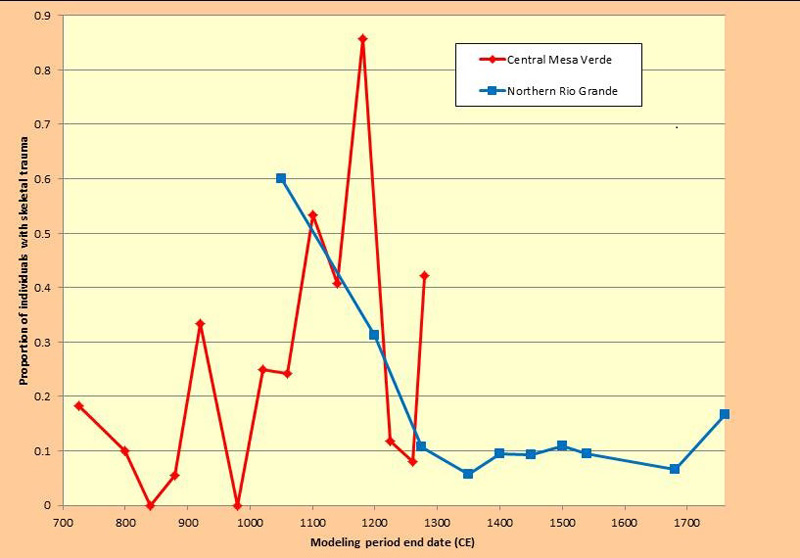 0.9
0.8
0.7
0.6
0.5
0.4
0.3
0.2
0.1
0
Proportion of individuals with skeletal trauma
Central Mesa Verde
Northern Rio Grande
700 800 900 1000 1100 1200 1300 1400 1500 1600 1700
Modeling period end date (CE)